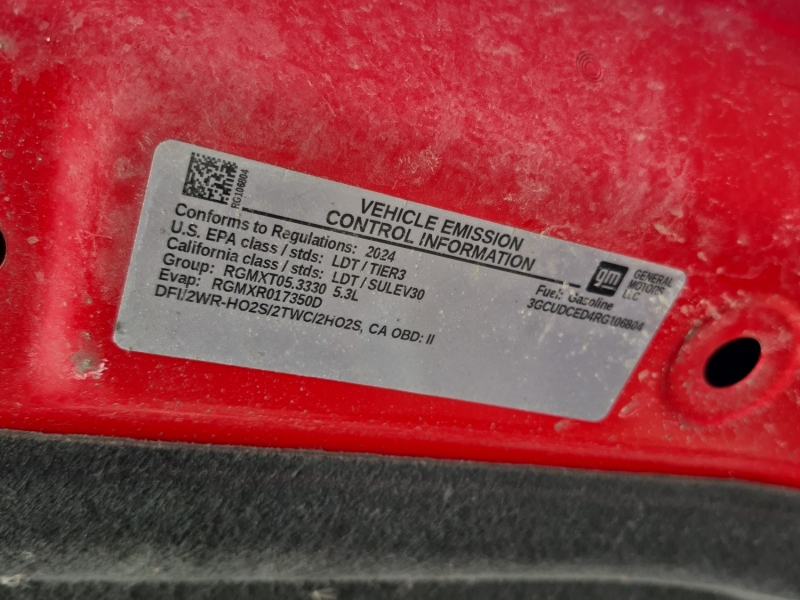 RG106804
VEHICLE EMISSION
CONTROL INFORMATION
gm
GENERAL
MOTORS
LLC
Conforms to Regulations: 2024
U.S. EPA class / stds: LDT / TIER3
California class / stds: LDT / SULEV30
Group: RGMXT05.3330 5.3L
Evap: RGMXR017350D
DFI/2WR-HO2S/2TWC/2HO2S, CA OBD: II
Fuel: Gasoline
3GCUDCED4RG106804